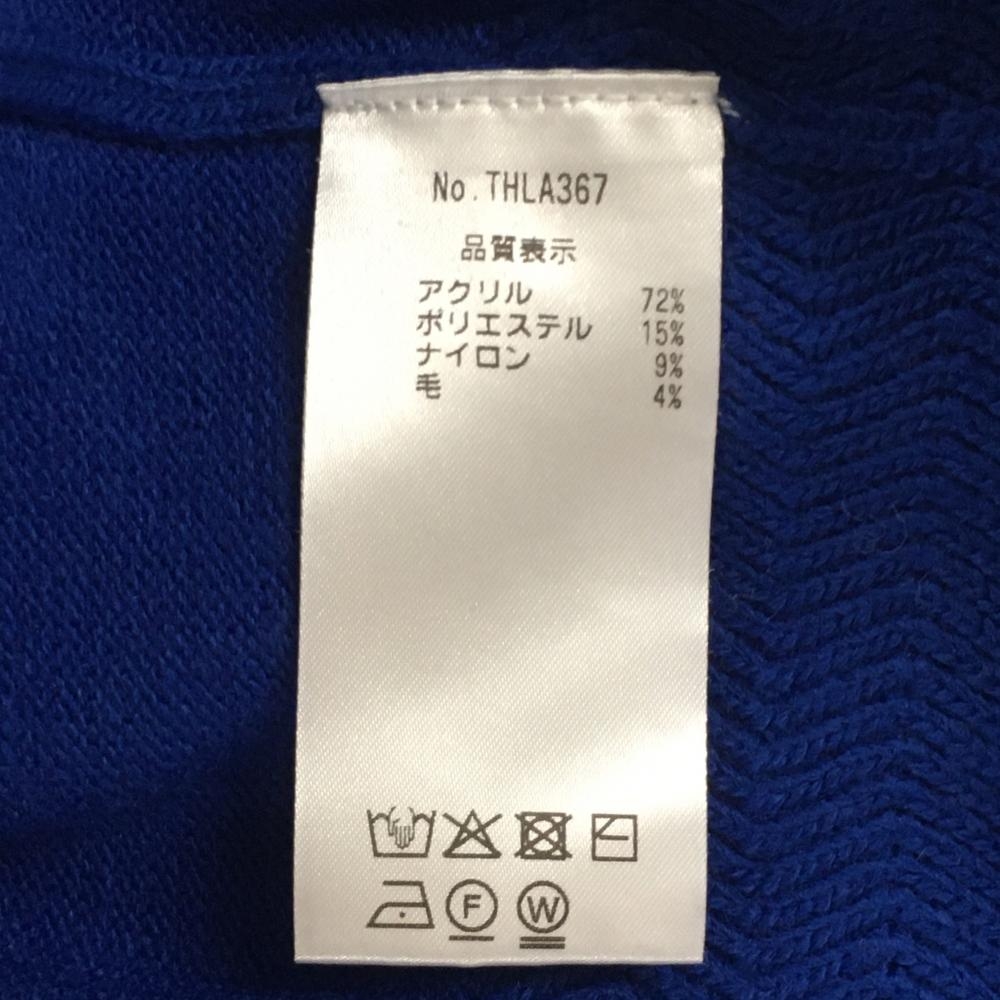 No.THLA367
品質表示
アクリル 72%
ポリエステル 15%
ナイロン 9%
毛 4%
F W